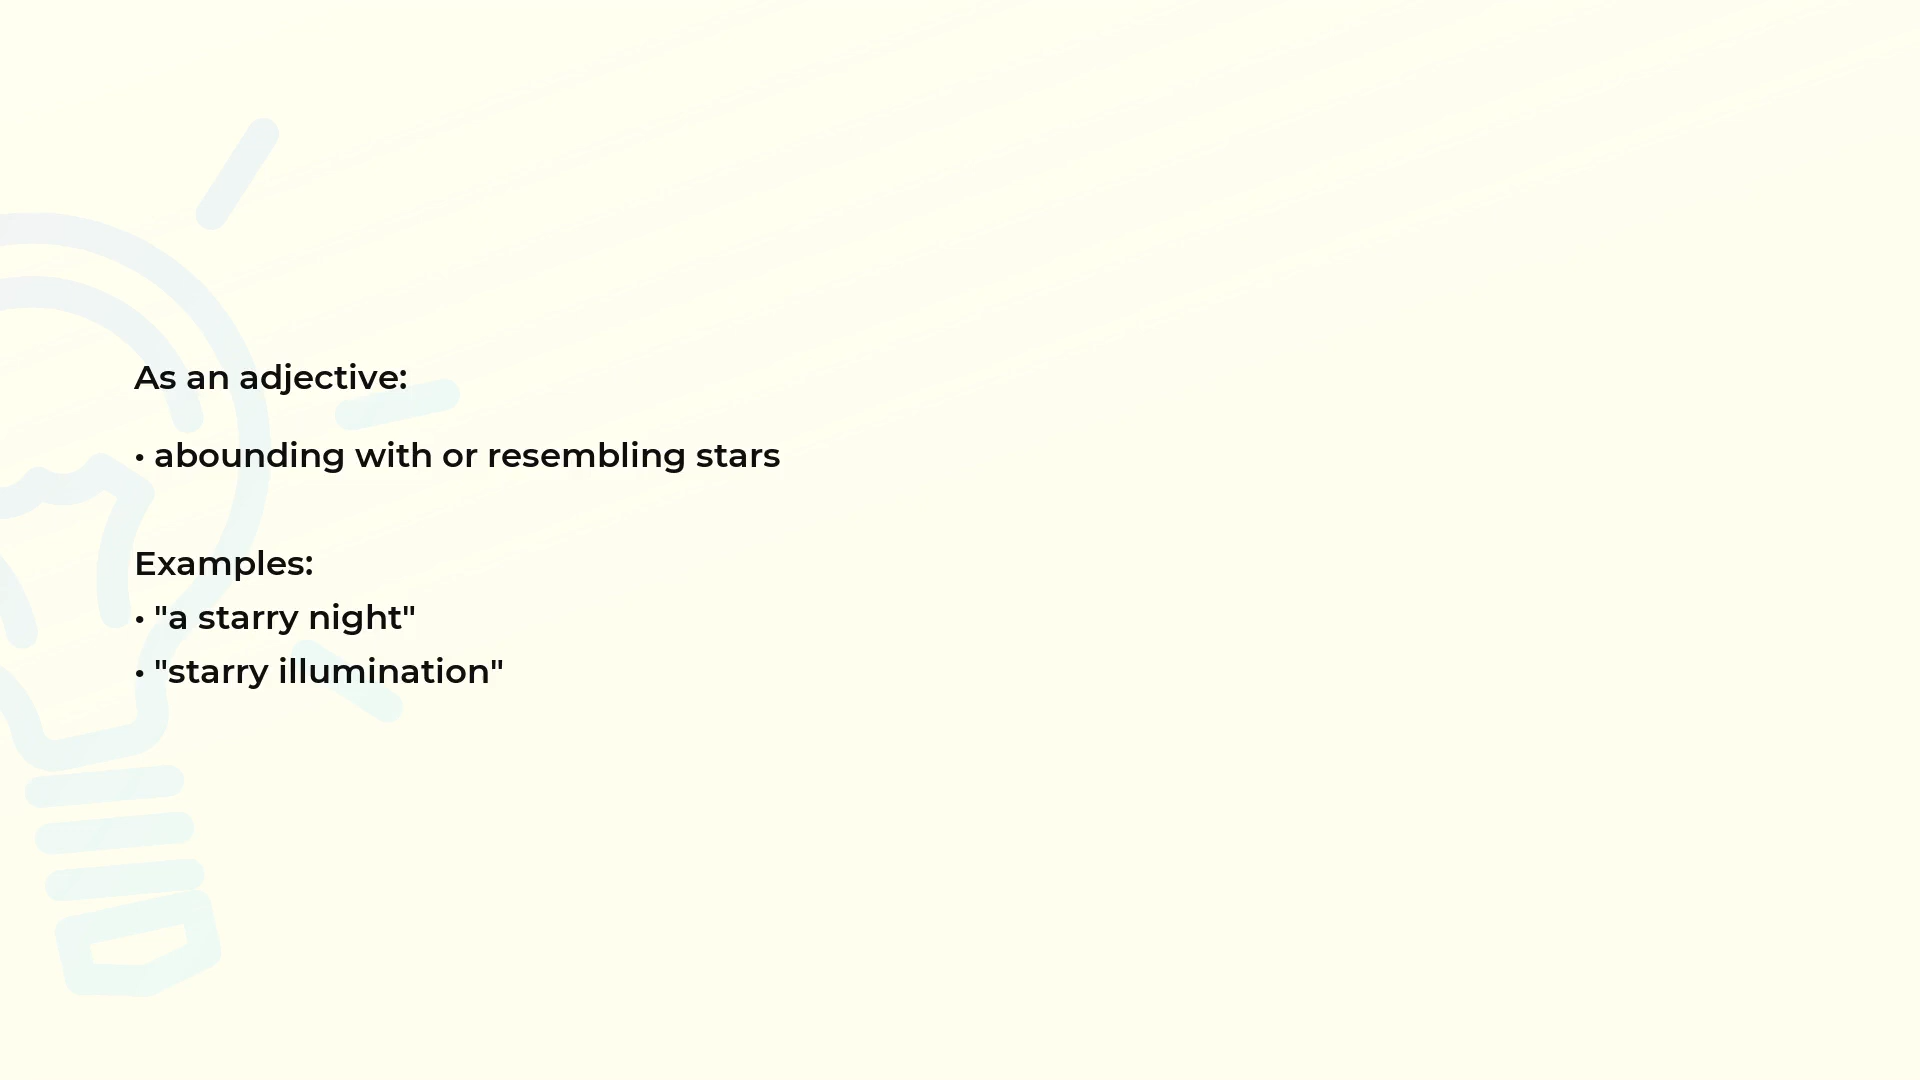 As an adjective:
• abounding with or resembling stars
Examples:
• "a starry night"
• "starry illumination"